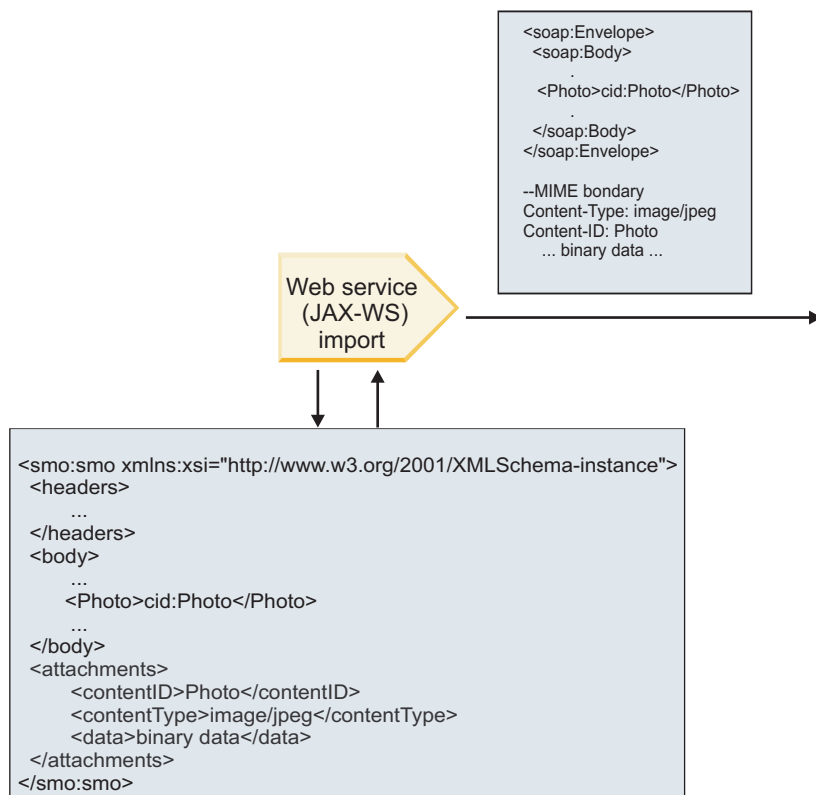 <soap:Envelope>
<soap:Body>
.
<Photo>cid:Photo</Photo>
.
</soap:Body>
</soap:Envelope>
--MIME bondary
Content-Type: image/jpeg
Content-ID: Photo
... binary data ...
Web service
(JAX-WS)
import
<smo:smo xmlns:xsi="http://www.w3.org/2001/XMLSchema-instance">
<headers>
...
</headers>
<body>
...
<Photo>cid:Photo</Photo>
...
</body>
<attachments>
<contentID>Photo</contentID>
<contentType>image/jpeg</contentType>
<data>binary data</data>
</attachments>
</smo:smo>